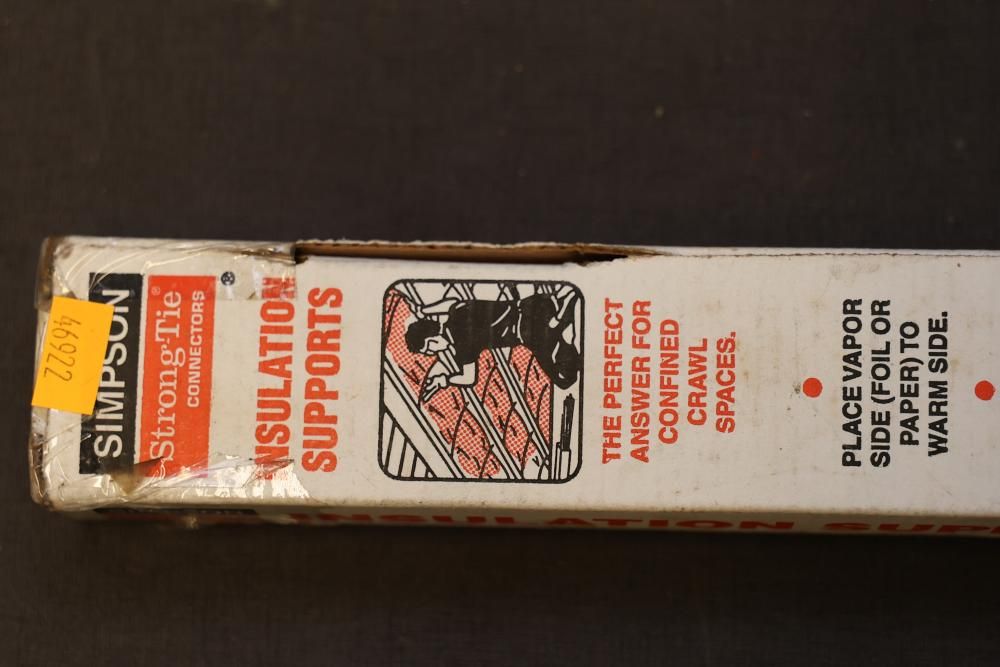 SIMPSON
Strong-Tie®
CONNECTORS
®
INSULATION
SUPPORTS
THE PERFECT
ANSWER FOR
CONFINED
CRAWL
SPACES.
PLACE VAPOR
SIDE (FOIL OR
PAPER) TO
WARM SIDE.
46922
INSULATION